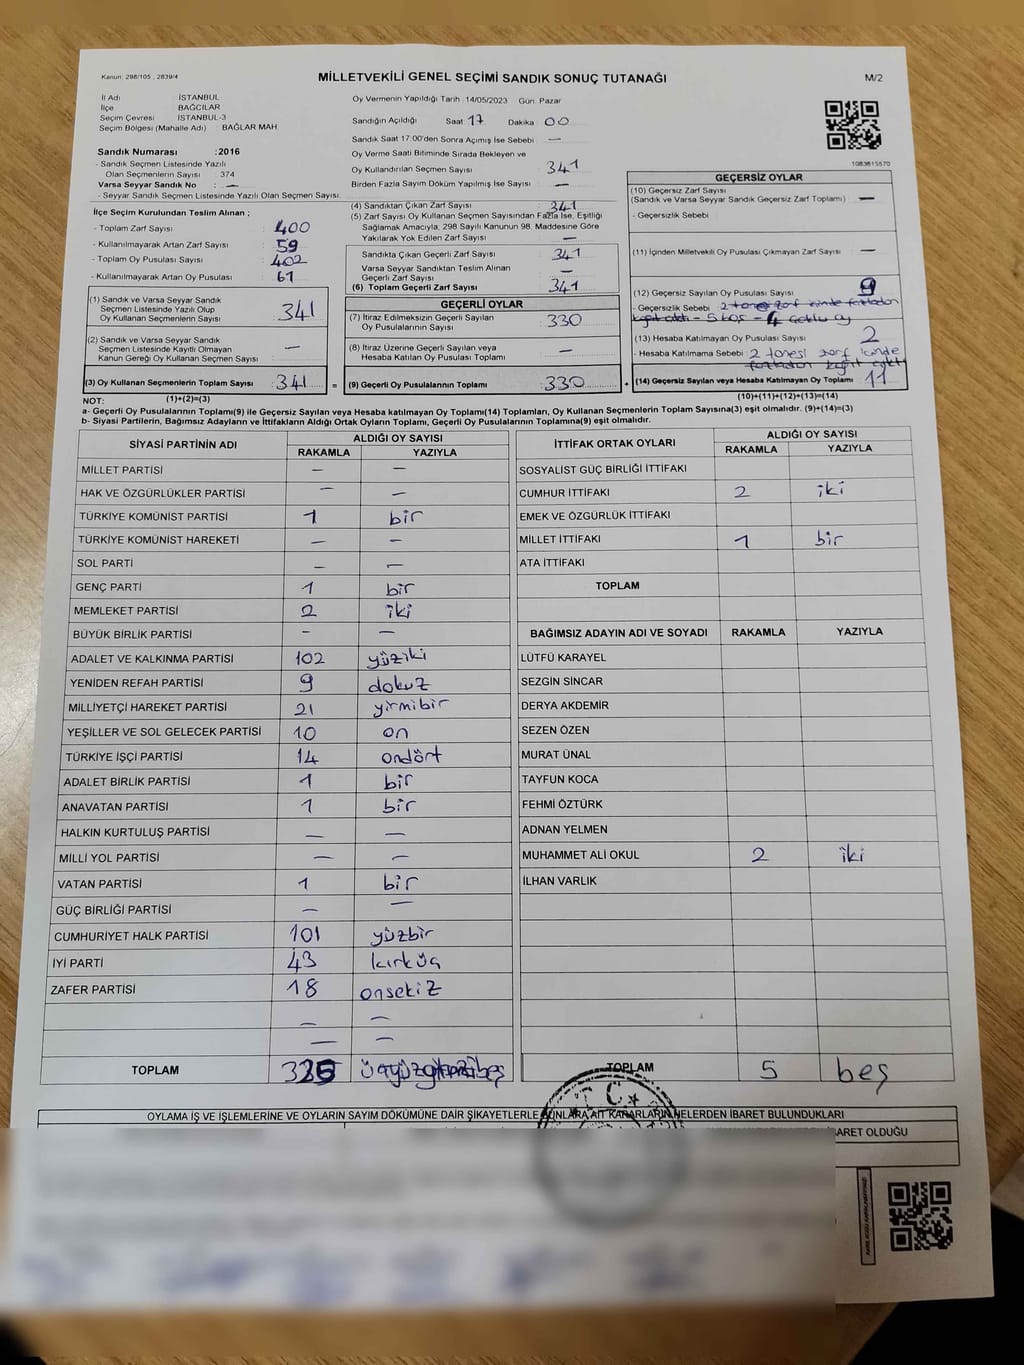 Kanun: 298/105 , 2839/4
MİLLETVEKİLİ GENEL SEÇİMİ SANDIK SONUÇ TUTANAĞI
M/2
İl Adı : İSTANBUL
İlçe : BAĞCILAR
Seçim Çevresi : İSTANBUL-3
Seçim Bölgesi (Mahalle Adı) : BAĞLAR MAH
Sandık Numarası :2016
- Sandık Seçmen Listesinde Yazılı
Olan Seçmenlerin Sayısı : 374
Varsa Seyyar Sandık No : —
- Seyyar Sandık Seçmen Listesinde Yazılı Olan Seçmen Sayısı:
Oy Vermenin Yapıldığı Tarih :14/05/2023 Gün: Pazar
Sandığın Açıldığı Saat: 17 Dakika: 00
Sandık Saat 17:00'den Sonra Açımış İse Sebebi : —
Oy Verme Saati Bitiminde Sırada Bekleyen ve
Oy Kullandırılan Seçmen Sayısı : 341
Birden Fazla Sayım Döküm Yapılmış İse Sayısı : —
1083815570
İlçe Seçim Kurulundan Teslim Alınan ;
- Toplam Zarf Sayısı : 400
- Kullanılmayarak Artan Zarf Sayısı : 59
- Toplam Oy Pusulası Sayısı : 402
- Kullanılmayarak Artan Oy Pusulası : 61
(1) Sandık ve Varsa Seyyar Sandık
Seçmen Listesinde Yazılı Olup
Oy Kullanan Seçmenlerin Sayısı : 341
(2) Sandık ve Varsa Seyyar Sandık
Seçmen Listesinde Kayıtlı Olmayan
Kanun Gereği Oy Kullanan Seçmen Sayısı : —
(3) Oy Kullanan Seçmenlerin Toplam Sayısı : 341 =
(1)+(2)=(3)
(4) Sandıktan Çıkan Zarf Sayısı : 341
(5) Zarf Sayısı Oy Kullanan Seçmen Sayısından Fazla İse, Eşitliği
Sağlamak Amacıyla; 298 Sayılı Kanunun 98. Maddesine Göre
Yakılarak Yok Edilen Zarf Sayısı : —
Sandıkta Çıkan Geçerli Zarf Sayısı : 341
Varsa Seyyar Sandıktan Teslim Alınan
Geçerli Zarf Sayısı : —
(6) Toplam Geçerli Zarf Sayısı : 341
GEÇERLİ OYLAR
(7) İtiraz Edilmeksizin Geçerli Sayılan
Oy Pusulalarının Sayısı : 330
(8) İtiraz Üzerine Geçerli Sayılan veya
Hesaba Katılan Oy Pusulası Toplamı : —
(9) Geçerli Oy Pusulalarının Toplamı : 330 +
GEÇERSİZ OYLAR
(10) Geçersiz Zarf Sayısı
(Sandık ve Varsa Seyyar Sandık Geçersiz Zarf Toplamı) : —
- Geçersizlik Sebebi :
(11) İçinden Milletvekili Oy Pusulası Çıkmayan Zarf Sayısı : —
(12) Geçersiz Sayılan Oy Pusulası Sayısı : 9
- Geçersizlik Sebebi : 2 zarf içinde fazladan
- 5 boş - 4 Çoklu oy
(13) Hesaba Katılmayan Oy Pusulası Sayısı : 2
- Hesaba Katılmama Sebebi : 2 tanesi zarf içinde
fazladan kağıt çıktı
(14) Geçersiz Sayılan veya Hesaba Katılmayan Oy Toplamı : 11
(10)+(11)+(12)+(13)=(14)
NOT:
a- Geçerli Oy Pusulalarının Toplamı(9) ile Geçersiz Sayılan veya Hesaba katılmayan Oy Toplamı(14) Toplamları, Oy Kullanan Seçmenlerin Toplam Sayısına(3) eşit olmalıdır. (9)+(14)=(3)
b- Siyasi Partilerin, Bağımsız Adayların ve İttifakların Aldığı Ortak Oyların Toplamı, Geçerli Oy Pusulalarının Toplamına(9) eşit olmalıdır.
SİYASİ PARTİNİN ADI ALDIĞI OY SAYISI
RAKAMLA YAZIYLA
MİLLET PARTİSİ — —
HAK VE ÖZGÜRLÜKLER PARTİSİ — —
TÜRKİYE KOMÜNİST PARTİSİ 1 bir
TÜRKİYE KOMÜNİST HAREKETİ — —
SOL PARTİ — —
GENÇ PARTİ 1 bir
MEMLEKET PARTİSİ 2 iki
BÜYÜK BİRLİK PARTİSİ - —
ADALET VE KALKINMA PARTİSİ 102 yüziki
YENİDEN REFAH PARTİSİ 9 dokuz
MİLLİYETÇİ HAREKET PARTİSİ 21 yirmibir
YEŞİLLER VE SOL GELECEK PARTİSİ 10 on
TÜRKİYE İŞÇİ PARTİSİ 14 ondört
ADALET BİRLİK PARTİSİ 1 bir
ANAVATAN PARTİSİ 1 bir
HALKIN KURTULUŞ PARTİSİ — —
MİLLİ YOL PARTİSİ — —
VATAN PARTİSİ 1 bir
GÜÇ BİRLİĞİ PARTİSİ — —
CUMHURİYET HALK PARTİSİ 101 yüzbir
İYİ PARTİ 43 kırküç
ZAFER PARTİSİ 18 onsekiz
— —
— —
TOPLAM 325
İTTİFAK ORTAK OYLARI ALDIĞI OY SAYISI
RAKAMLA YAZIYLA
SOSYALİST GÜÇ BİRLİĞİ İTTİFAKI
CUMHUR İTTİFAKI 2 iki
EMEK VE ÖZGÜRLÜK İTTİFAKI
MİLLET İTTİFAKI 1 bir
ATA İTTİFAKI
TOPLAM
BAĞIMSIZ ADAYIN ADI VE SOYADI RAKAMLA YAZIYLA
LÜTFÜ KARAYEL
SEZGİN SİNCAR
DERYA AKDEMİR
SEZEN ÖZEN
MURAT ÜNAL
TAYFUN KOCA
FEHMİ ÖZTÜRK
ADNAN YELMEN
MUHAMMET ALİ OKUL 2 iki
İLHAN VARLIK
TOPLAM 5 beş
OYLAMA İŞ VE İŞLEMLERİNE VE OYLARIN SAYIM DÖKÜMÜNE DAİR ŞİKAYETLERLE BUNLARA AİT KARARLARIN NELERDEN İBARET BULUNDUKLARI
T.C.
İBARET OLDUĞU